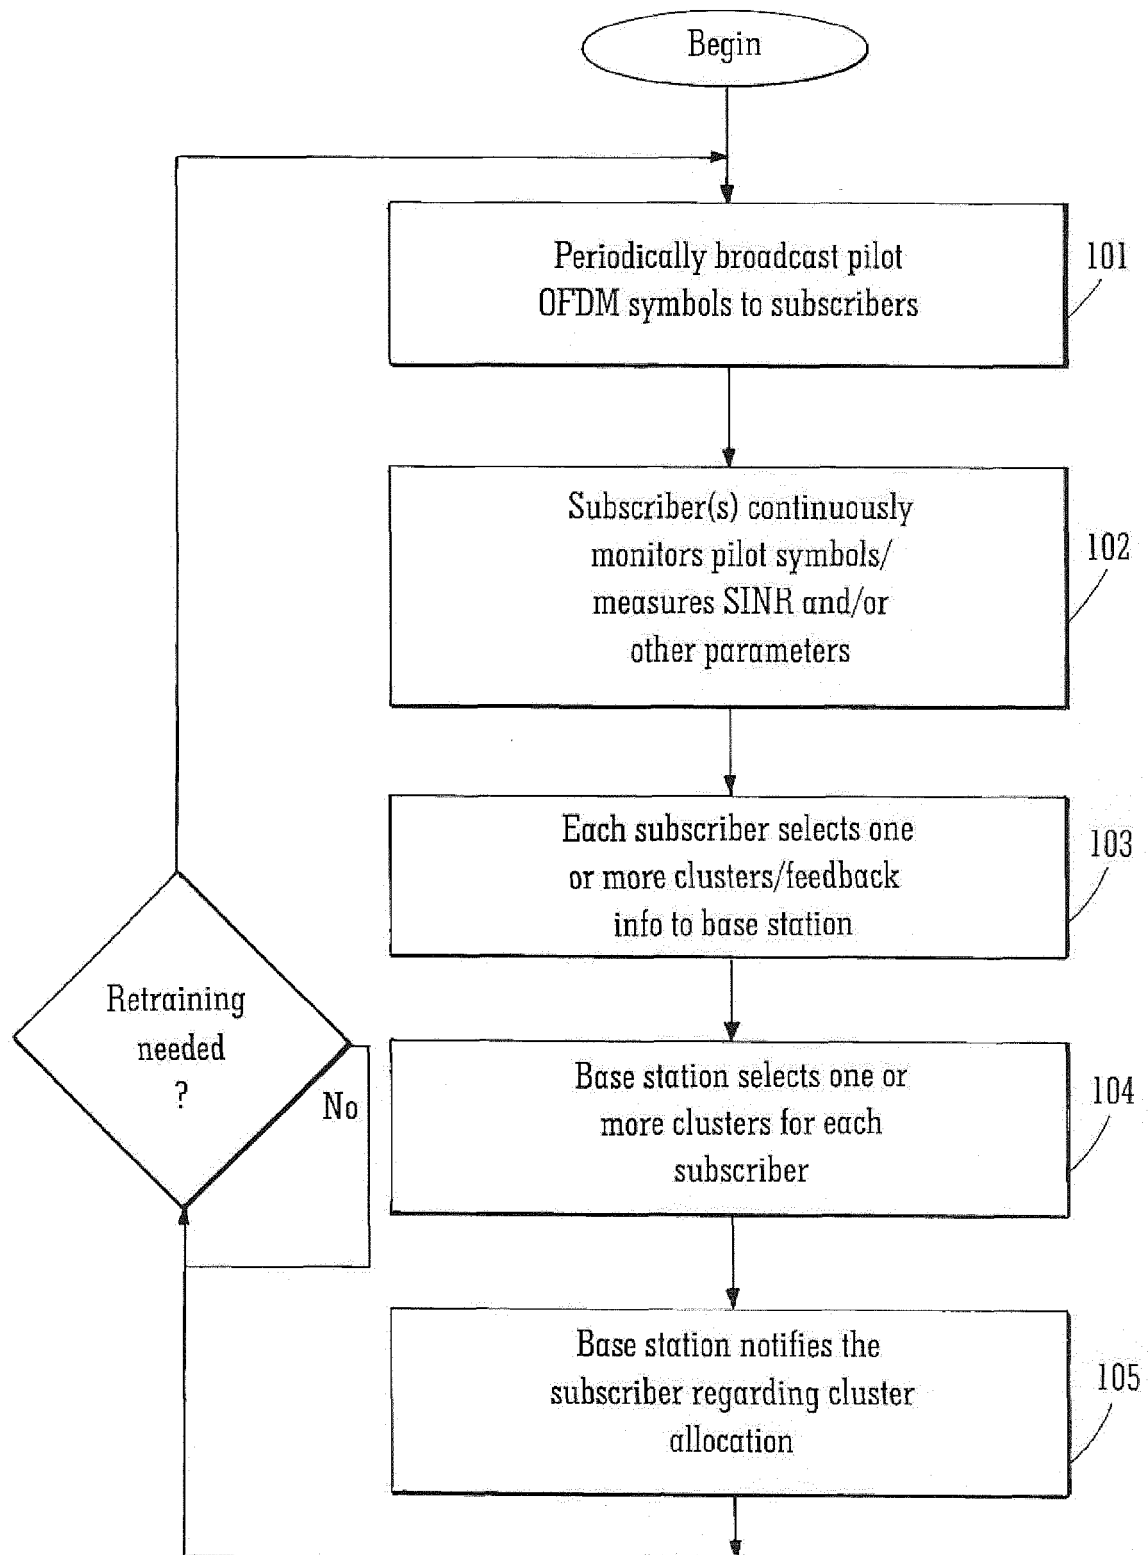 Begin
Periodically broadcast pilot
OFDM symbols to subscribers
101
Subscriber(s) continuously
monitors pilot symbols/
measures SINR and/or
other parameters
102
Each subscriber selects one
or more clusters/feedback
info to base station
103
Retraining
needed
?
No
Base station selects one or
more clusters for each
subscriber
104
Base station notifies the
subscriber regarding cluster
allocation
105